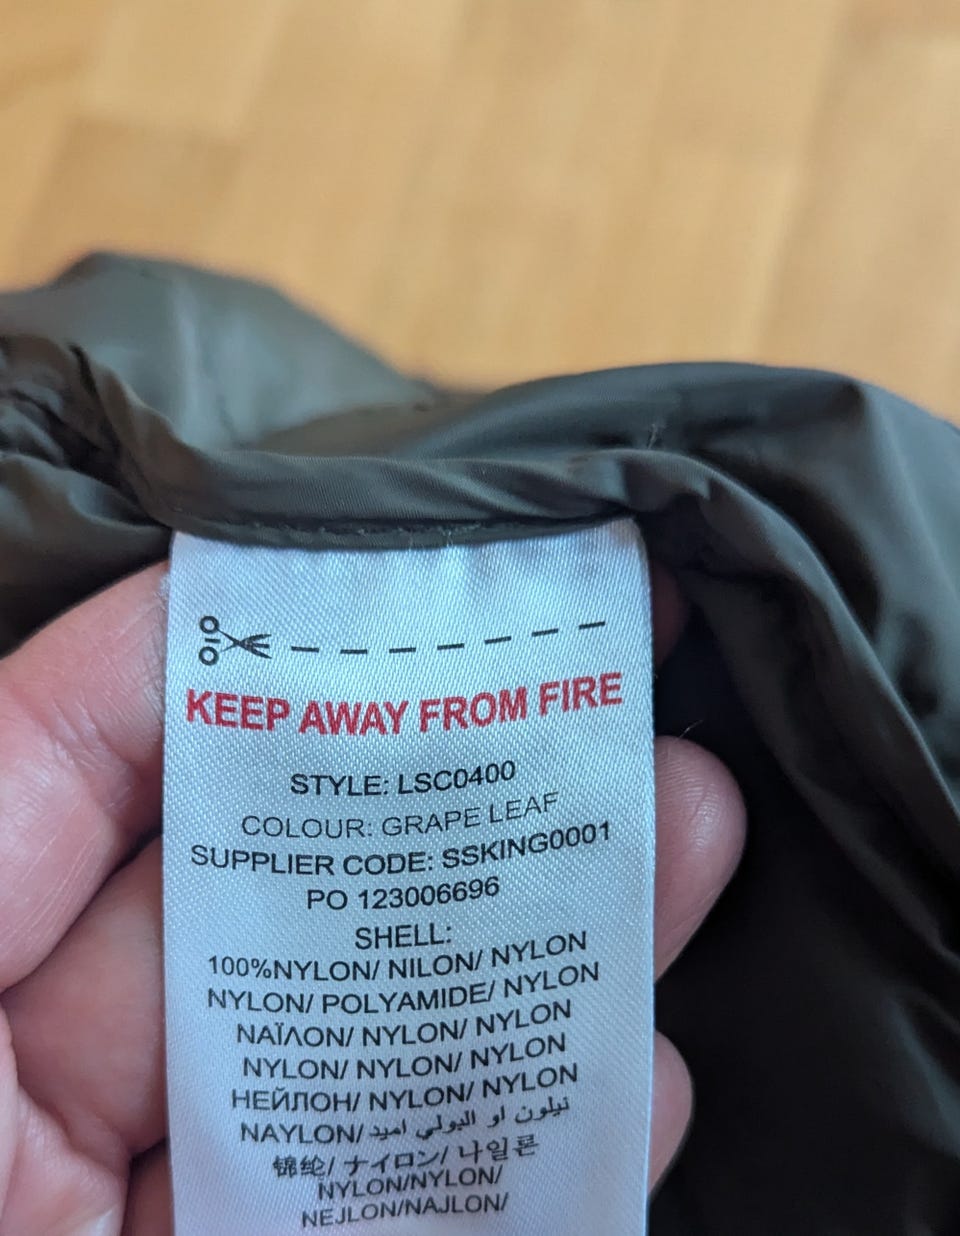 KEEP AWAY FROM FIRE
STYLE: LSC0400
COLOUR: GRAPE LEAF
SUPPLIER CODE: SSKING0001
PO 123006696
SHELL:
100%NYLON/ NILON/ NYLON
NYLON/ POLYAMIDE/ NYLON
ΝΑΪΛΟΝ/ NYLON/ NYLON
NYLON/ NYLON/ NYLON
НЕЙЛОН/ NYLON/ NYLON
NAYLON/ نيلون او البولي اميد
锦纶/ ナイロン/ 나일론
NYLON/NYLON/
NEJLON/NAJLON/